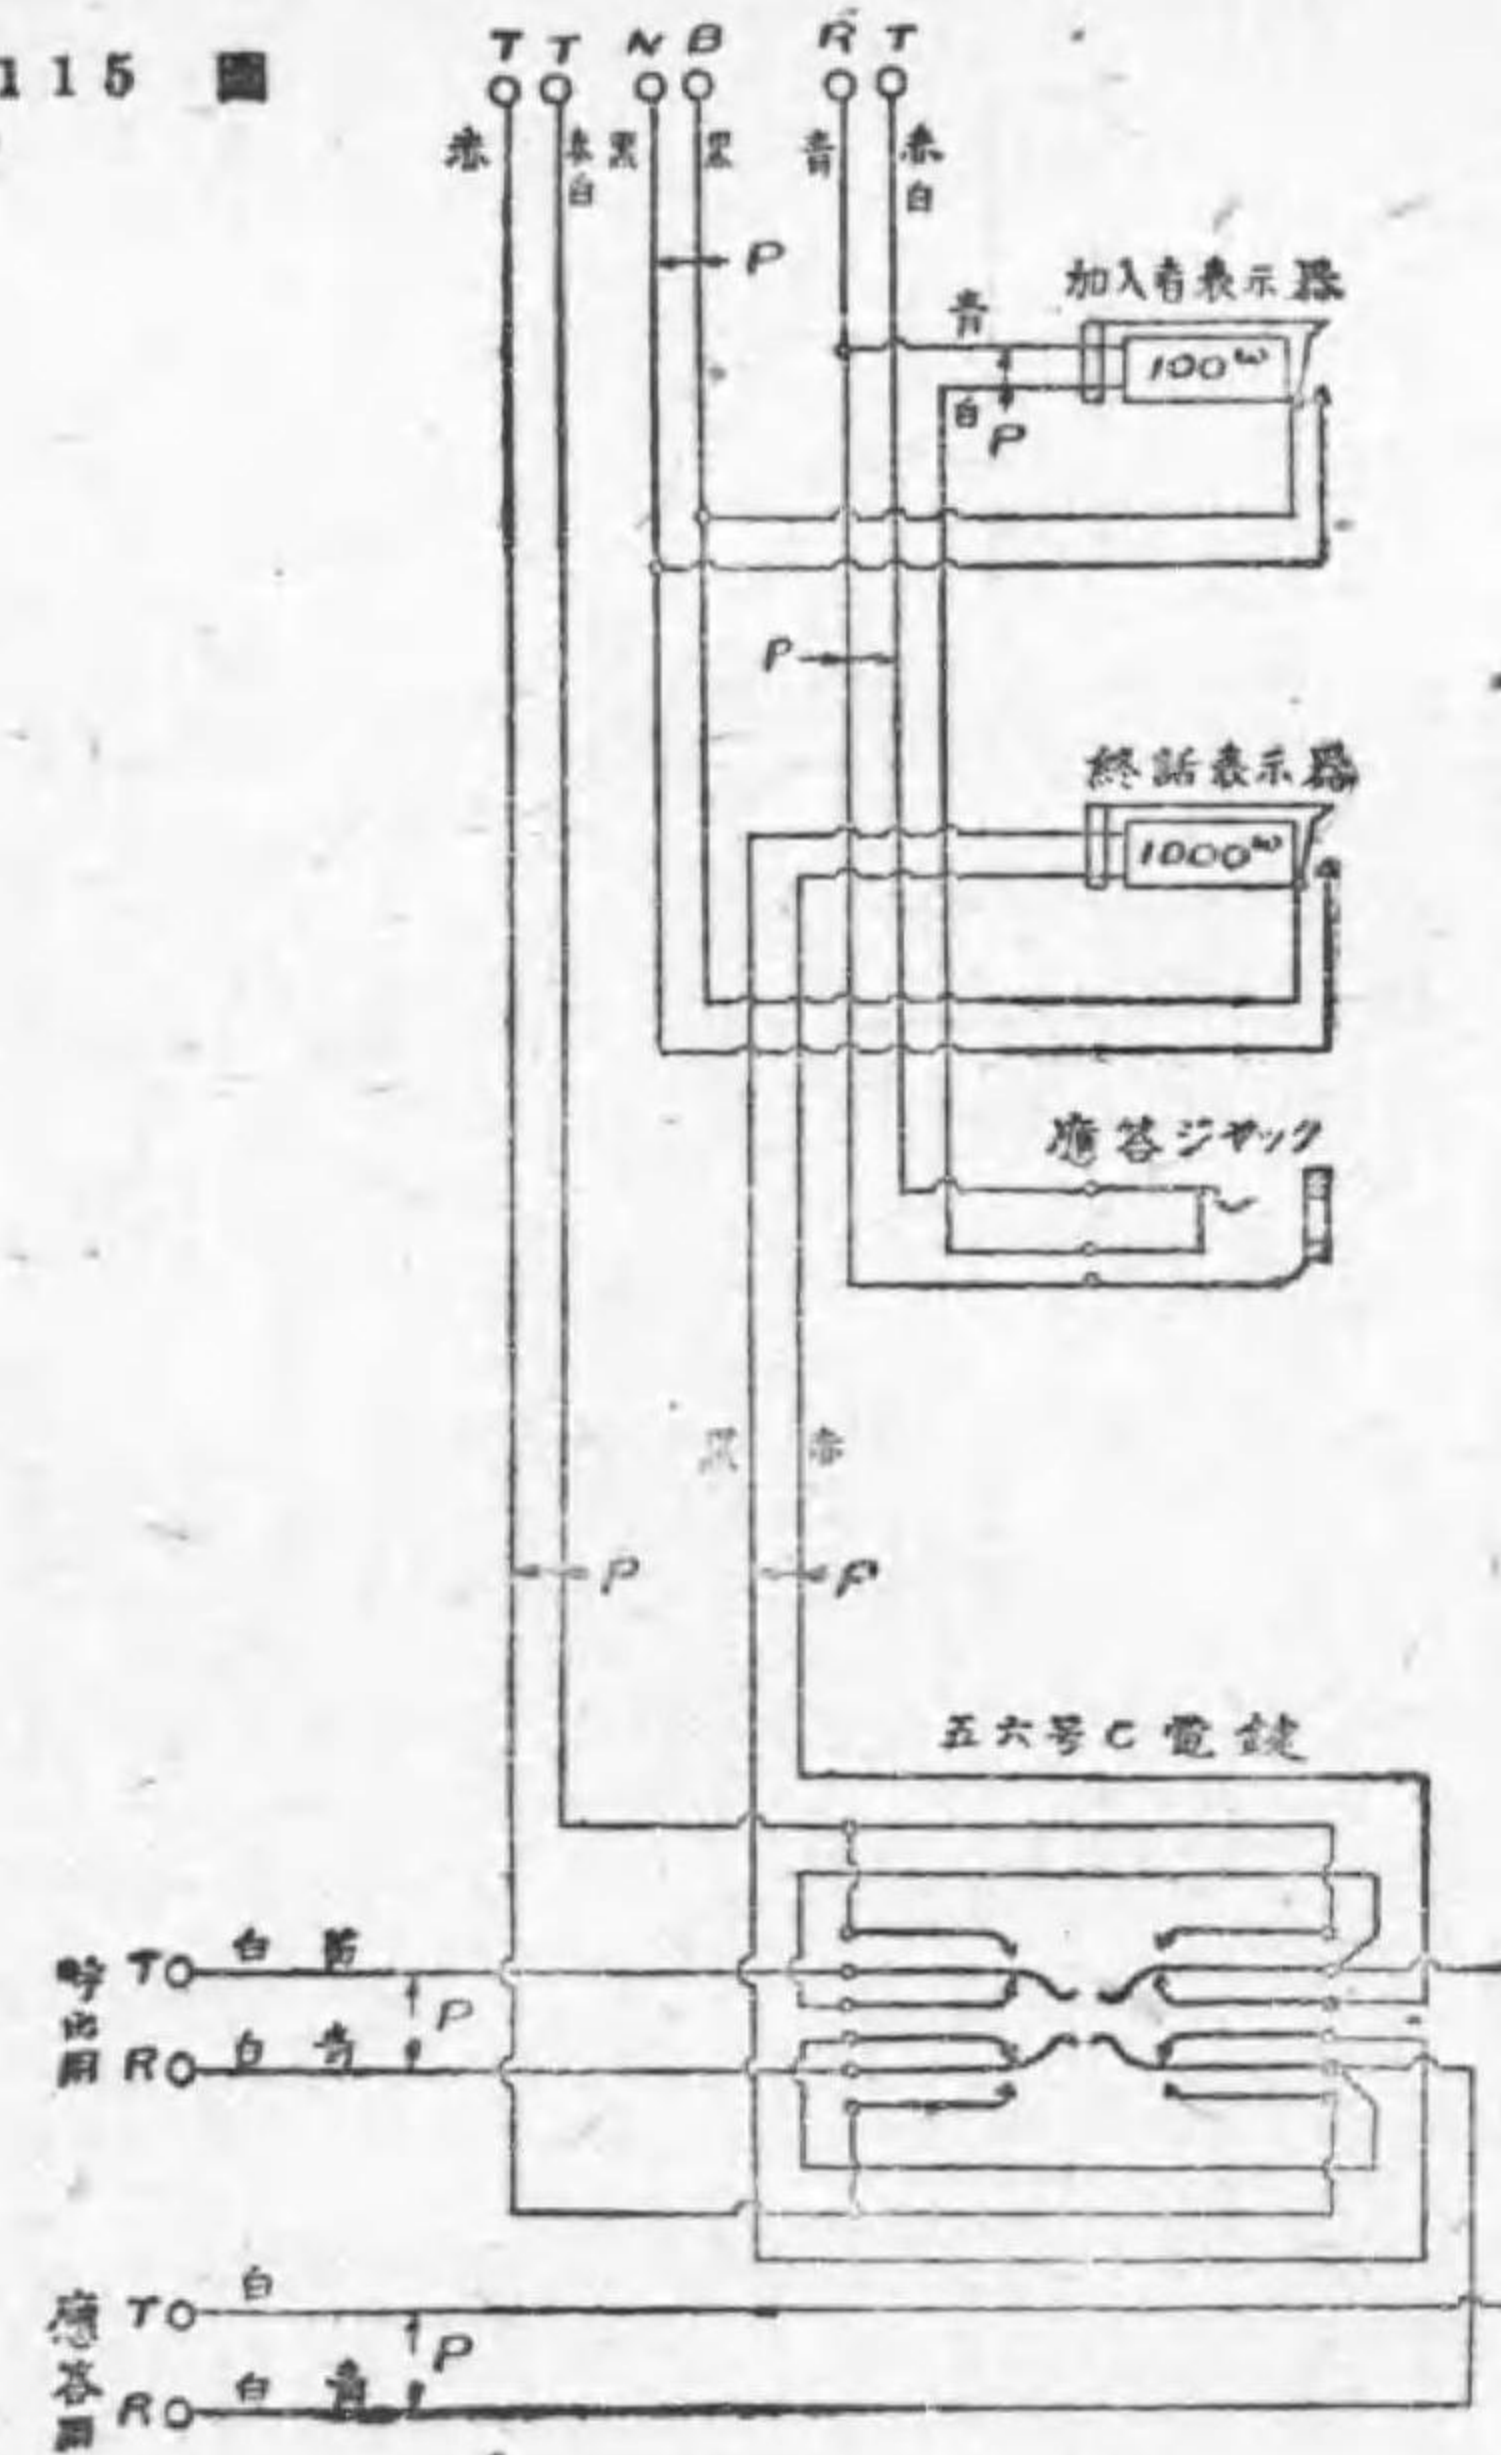 115 圖
T T N B R T
赤 赤白 黒 黒 青 赤白
P
加入者表示器
青
100ω
白
P
P
終話表示器
1000ω
應答ジャック
黒 赤
P P
五六号C電鍵
呼出用
T 白 青
P
R 白 青
應答用
T 白
P
R 白 青